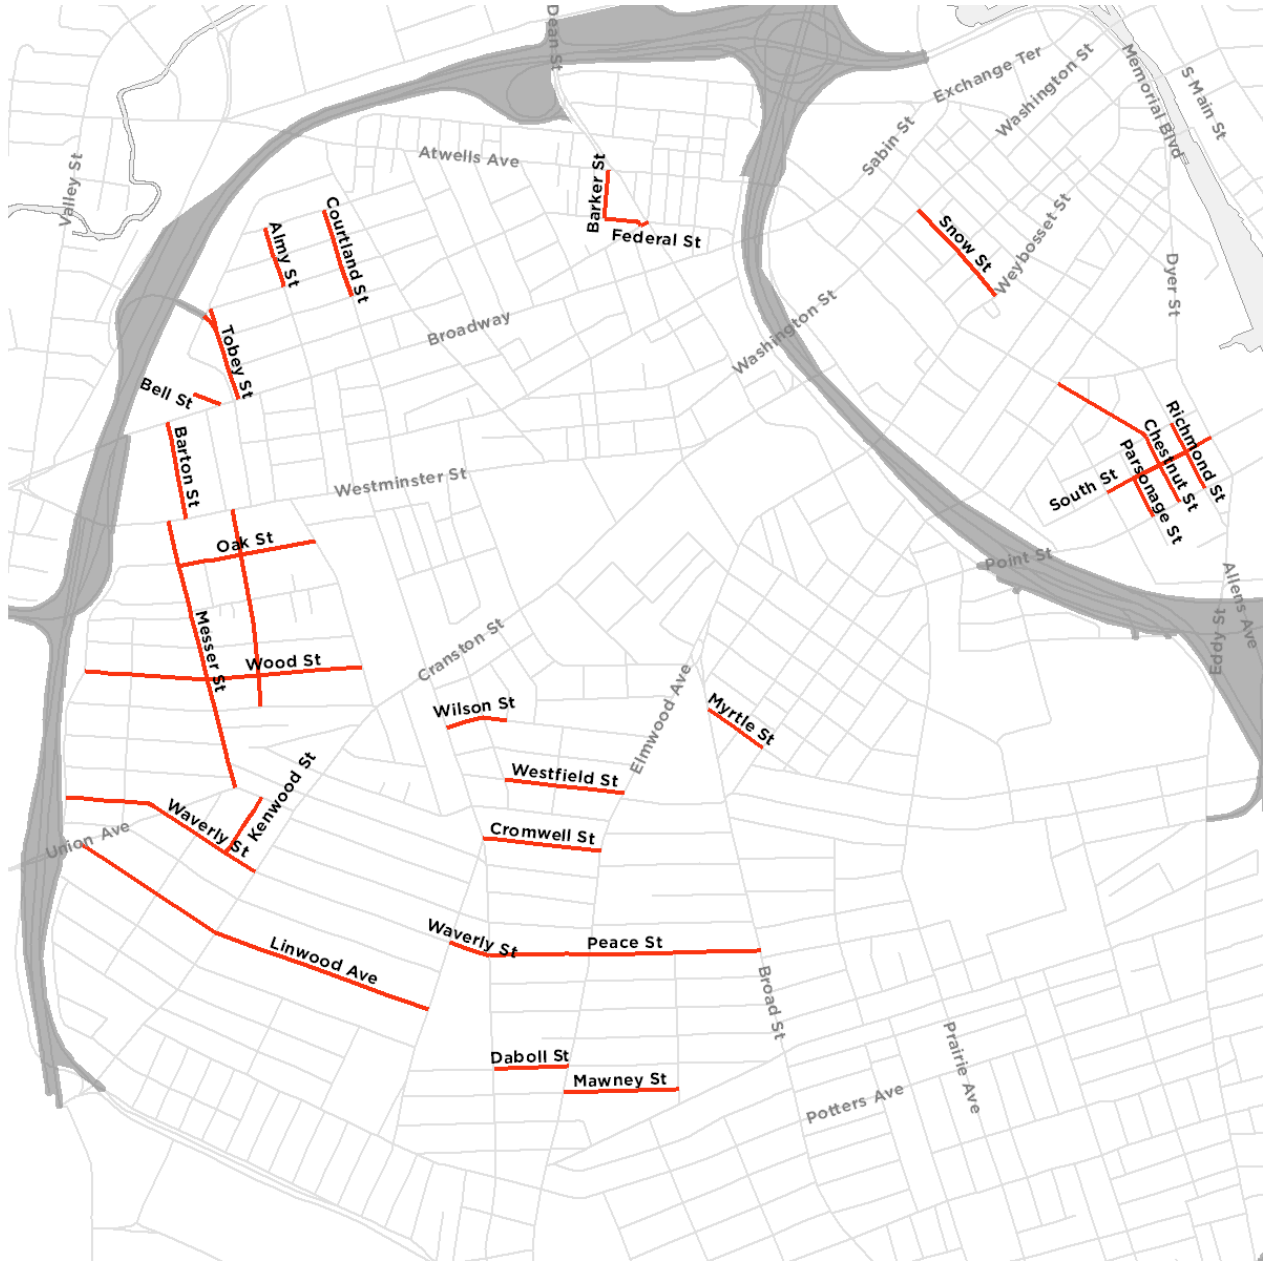 Dean St
Exchange Ter
Washington St
Memorial Blvd
S Main St
Sabin St
Atwells Ave
Valley St
Barker St
Federal St
Almy St
Courtland St
Snow St
Weybosset St
Dyer St
Tobey St
Broadway
Washington St
Bell St
Barton St
Westminster St
Richmond St
Chestnut St
Parsonage St
South St
Oak St
Point St
Allens Ave
Eddy St
Messer St
Wood St
Cranston St
Wilson St
Elmwood Ave
Myrtle St
Westfield St
Kenwood St
Waverly St
Union Ave
Cromwell St
Linwood Ave
Waverly St
Peace St
Broad St
Daboll St
Mawney St
Prairie Ave
Potters Ave